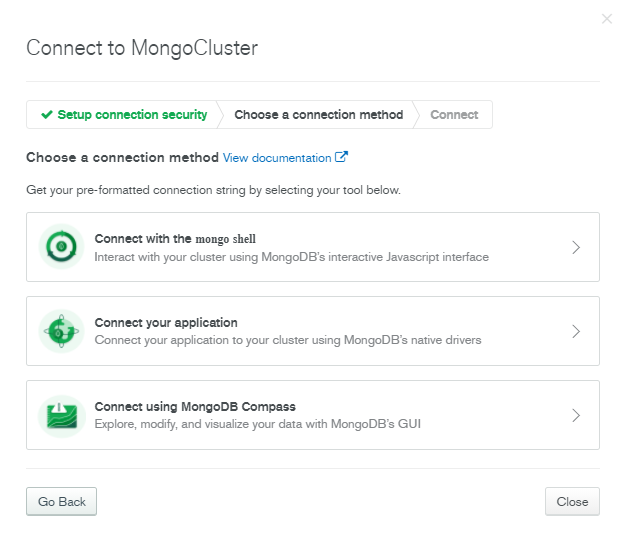 ×
Connect to MongoCluster
✔ Setup connection security Choose a connection method Connect
Choose a connection method View documentation
Get your pre-formatted connection string by selecting your tool below.
Connect with the mongo shell
Interact with your cluster using MongoDB's interactive Javascript interface
Connect your application
Connect your application to your cluster using MongoDB's native drivers
Connect using MongoDB Compass
Explore, modify, and visualize your data with MongoDB's GUI
Go Back Close